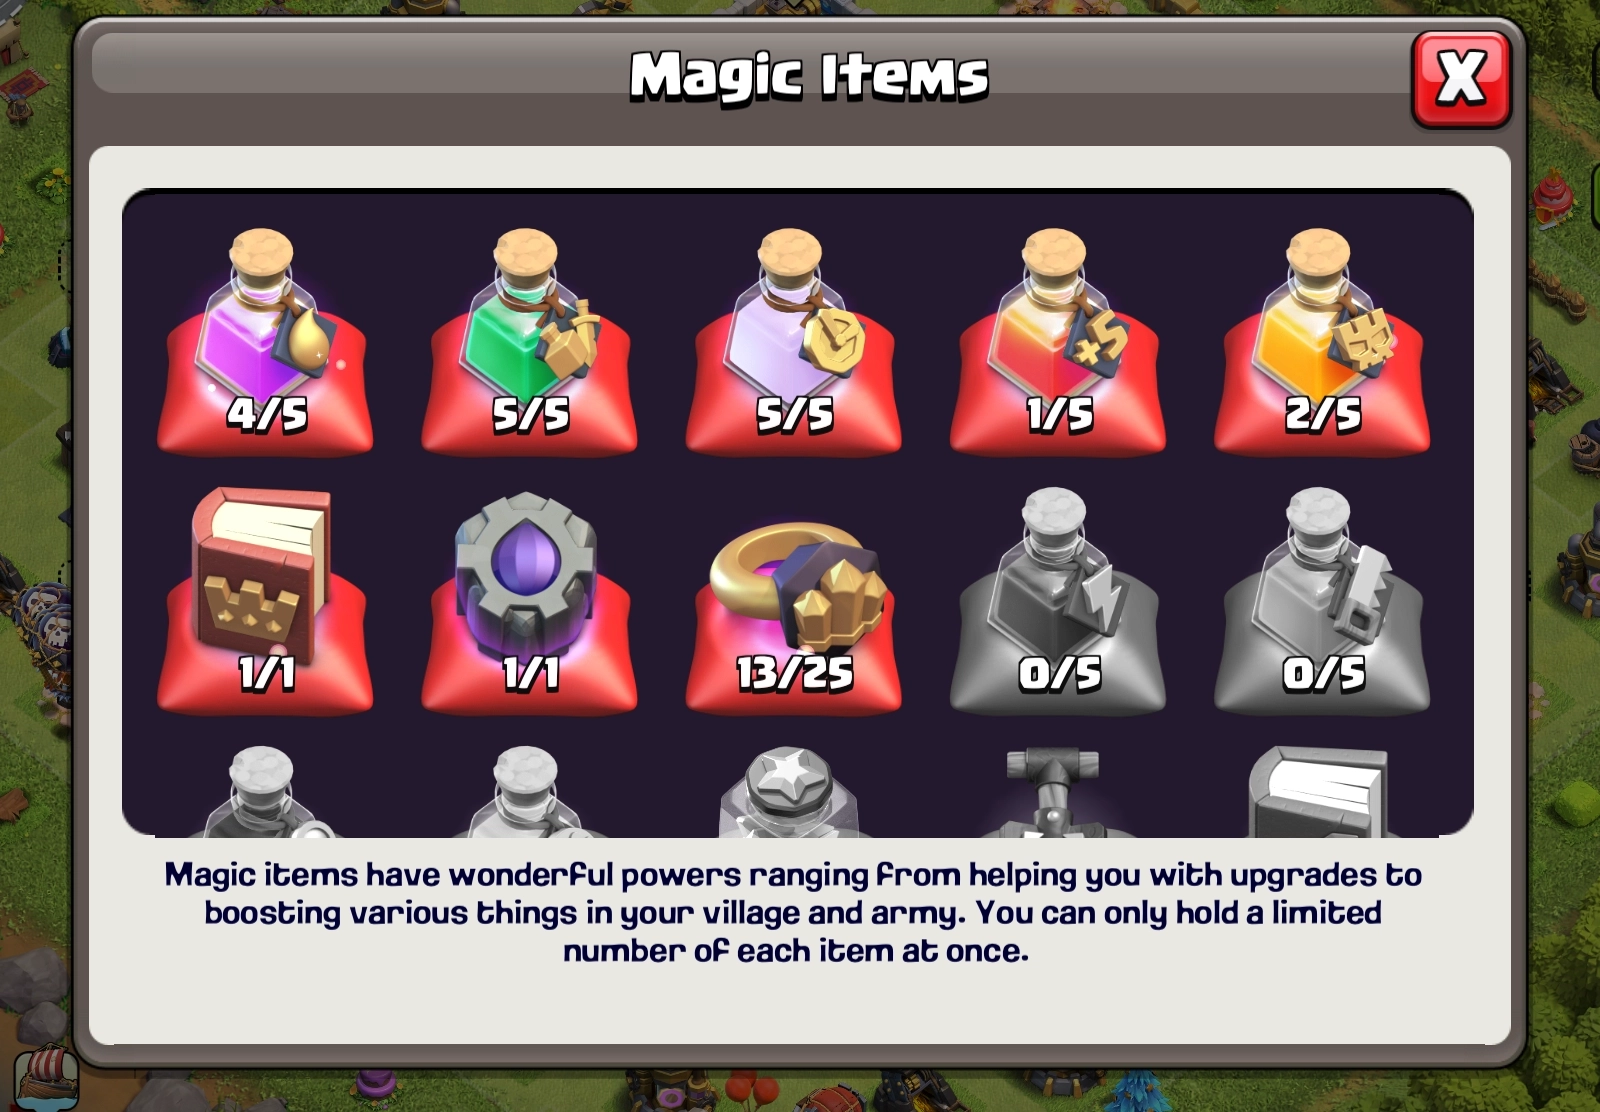 Magic Items
X
+5
4/5
5/5
5/5
1/5
2/5
1/1
1/1
13/25
0/5
0/5
Magic items have wonderful powers ranging from helping you with upgrades to
boosting various things in your village and army. You can only hold a limited
number of each item at once.